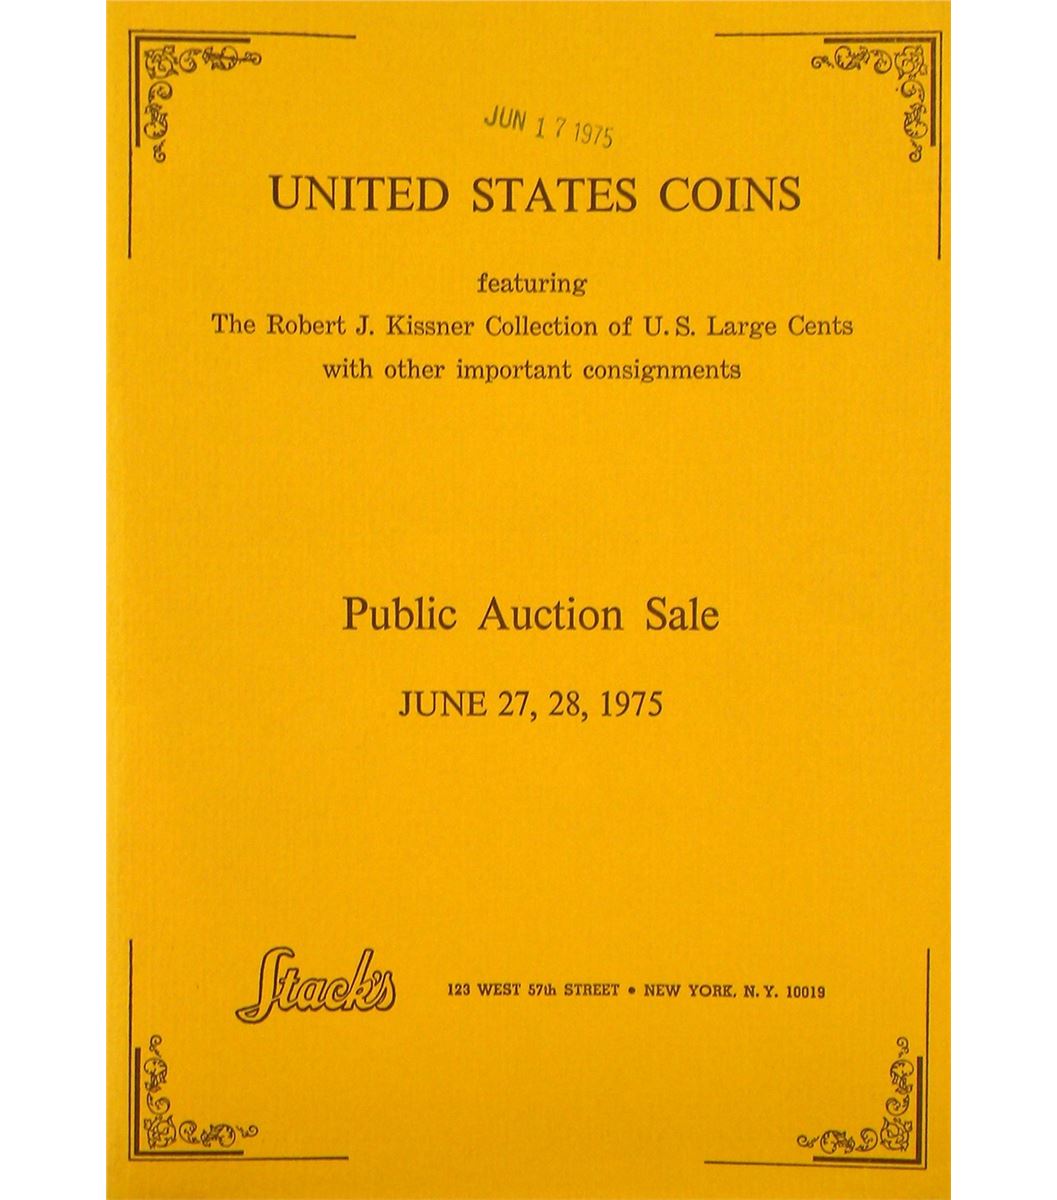 JUN 17 1975
UNITED STATES COINS
featuring
The Robert J. Kissner Collection of U. S. Large Cents
with other important consignments
Public Auction Sale
JUNE 27, 28, 1975
Stack's
123 WEST 57th STREET • NEW YORK, N. Y. 10019